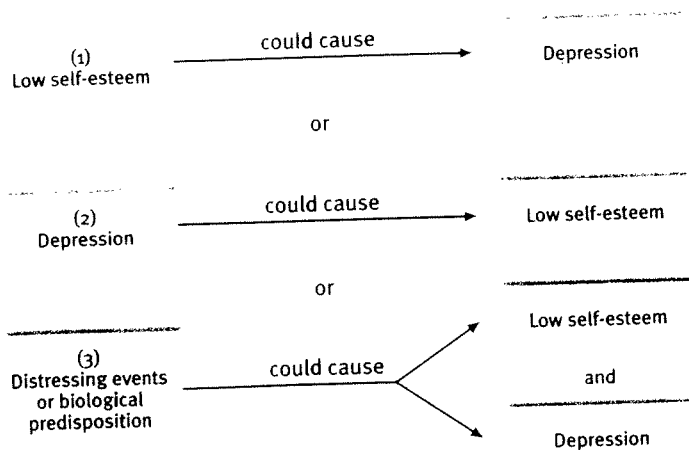 (1)
Low self-esteem
could cause
Depression
or
(2)
Depression
could cause
Low self-esteem
or
(3)
Distressing events
or biological
predisposition
could cause
Low self-esteem
and
Depression